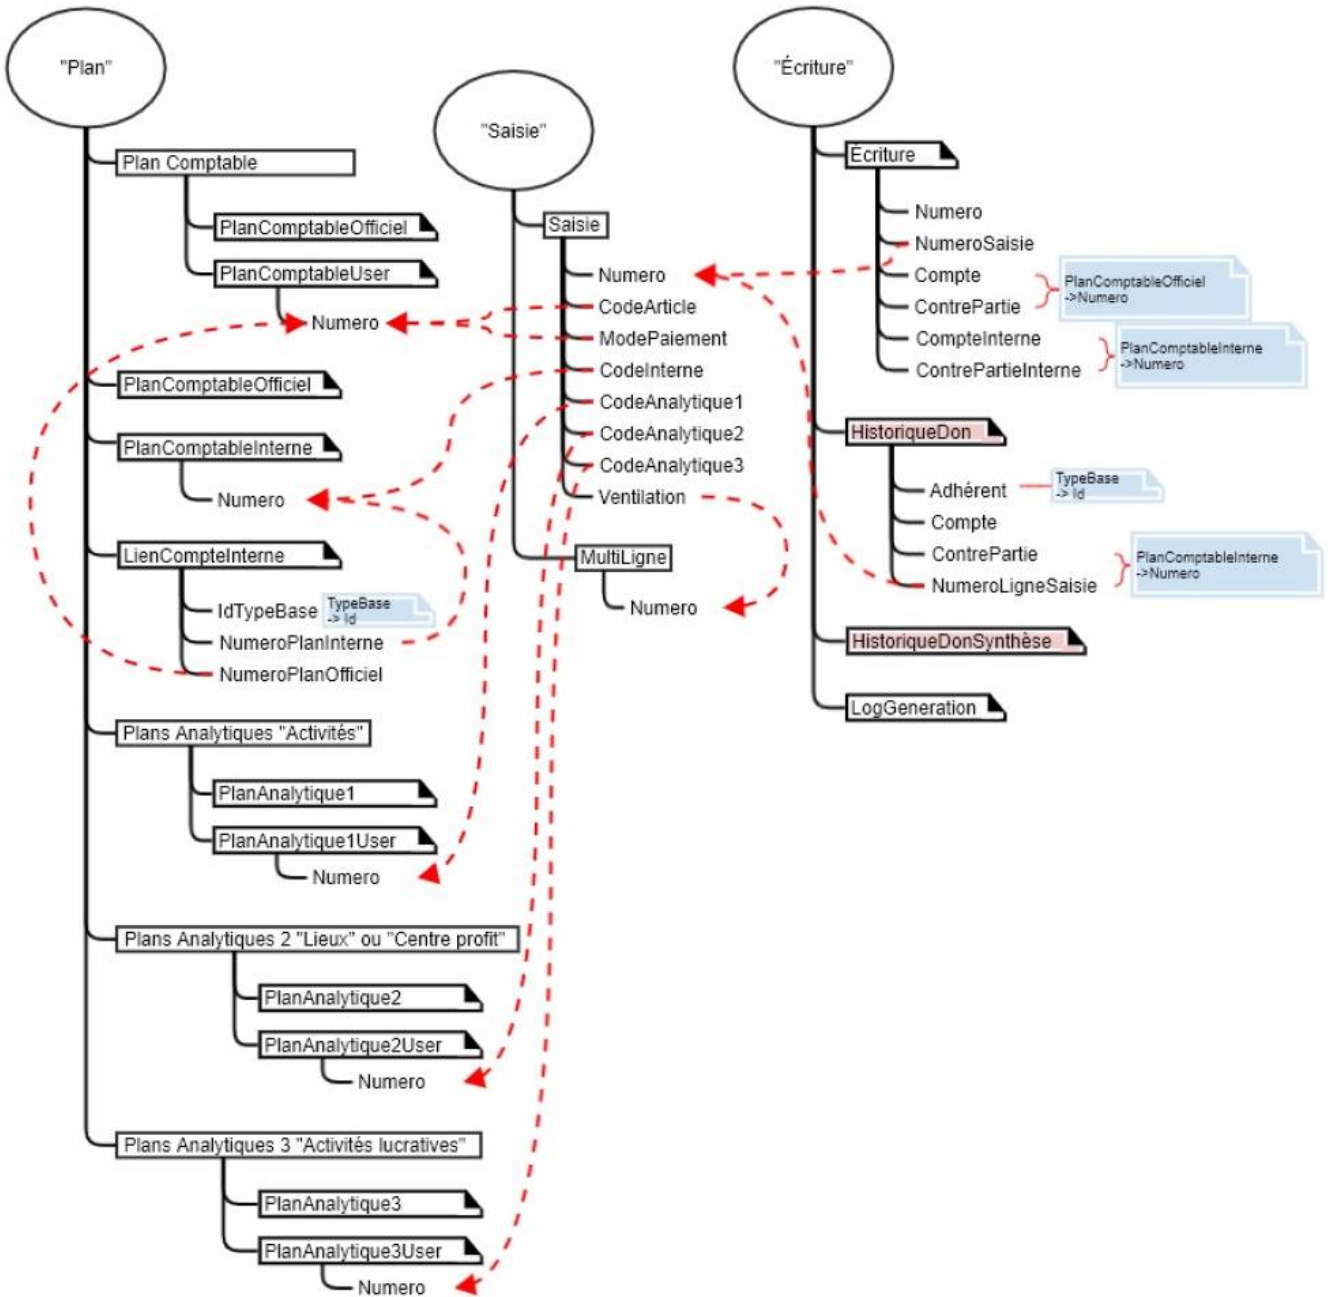 "Plan"
Plan Comptable
PlanComptableOfficiel
PlanComptableUser
Numero
PlanComptableOfficiel
PlanComptableInterne
Numero
LienCompteInterne
IdTypeBase
TypeBase
-> Id
NumeroPlanInterne
NumeroPlanOfficiel
Plans Analytiques "Activités"
PlanAnalytique1
PlanAnalytique1User
Numero
Plans Analytiques 2 "Lieux" ou "Centre profit"
PlanAnalytique2
PlanAnalytique2User
Numero
Plans Analytiques 3 "Activités lucratives"
PlanAnalytique3
PlanAnalytique3User
Numero
"Saisie"
Saisie
Numero
CodeArticle
ModePaiement
CodeInterne
CodeAnalytique1
CodeAnalytique2
CodeAnalytique3
Ventilation
MultiLigne
Numero
"Écriture"
Écriture
Numero
NumeroSaisie
Compte
ContrePartie
PlanComptableOfficiel
->Numero
CompteInterne
ContrePartieInterne
PlanComptableInterne
->Numero
HistoriqueDon
Adhérent
TypeBase
-> Id
Compte
ContrePartie
NumeroLigneSaisie
PlanComptableInterne
->Numero
HistoriqueDonSynthèse
LogGeneration